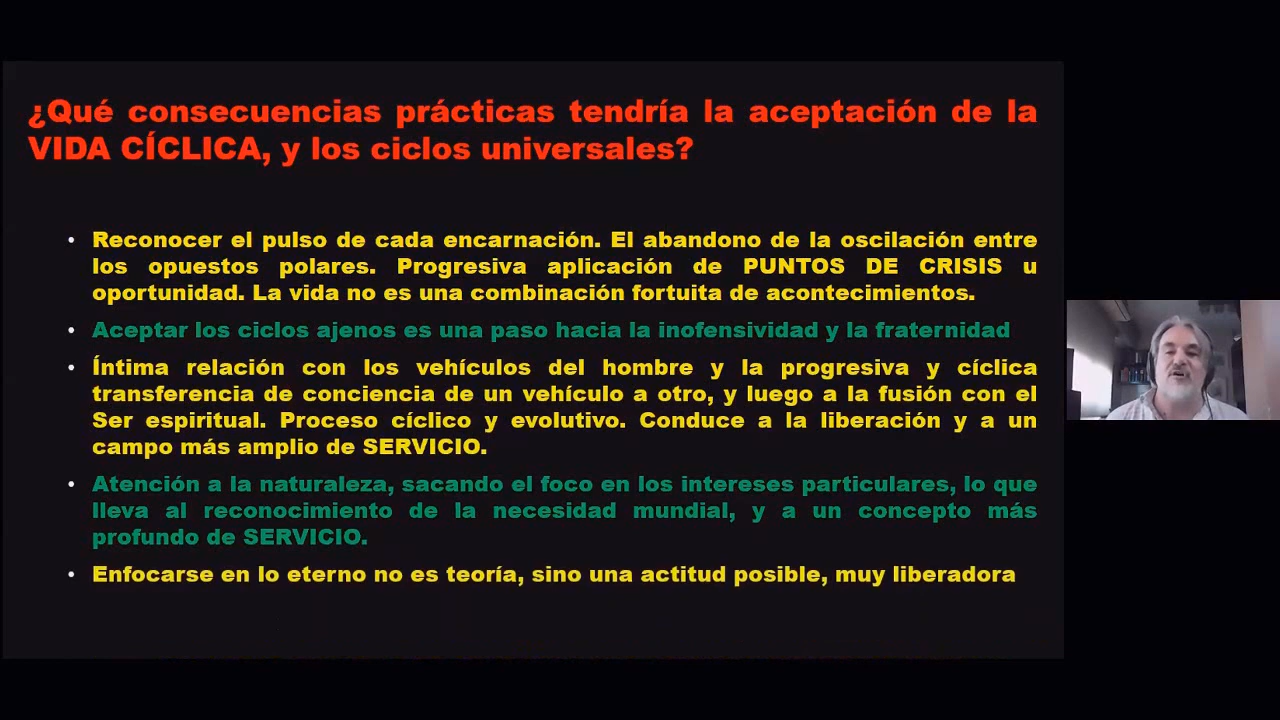 ¿Qué consecuencias prácticas tendría la aceptación de la
VIDA CÍCLICA, y los ciclos universales?
• Reconocer el pulso de cada encarnación. El abandono de la oscilación entre
los opuestos polares. Progresiva aplicación de PUNTOS DE CRISIS u
oportunidad. La vida no es una combinación fortuita de acontecimientos.
• Aceptar los ciclos ajenos es una paso hacia la inofensividad y la fraternidad
• Íntima relación con los vehículos del hombre y la progresiva y cíclica
transferencia de conciencia de un vehículo a otro, y luego a la fusión con el
Ser espiritual. Proceso cíclico y evolutivo. Conduce a la liberación y a un
campo más amplio de SERVICIO.
• Atención a la naturaleza, sacando el foco en los intereses particulares, lo que
lleva al reconocimiento de la necesidad mundial, y a un concepto más
profundo de SERVICIO.
• Enfocarse en lo eterno no es teoría, sino una actitud posible, muy liberadora